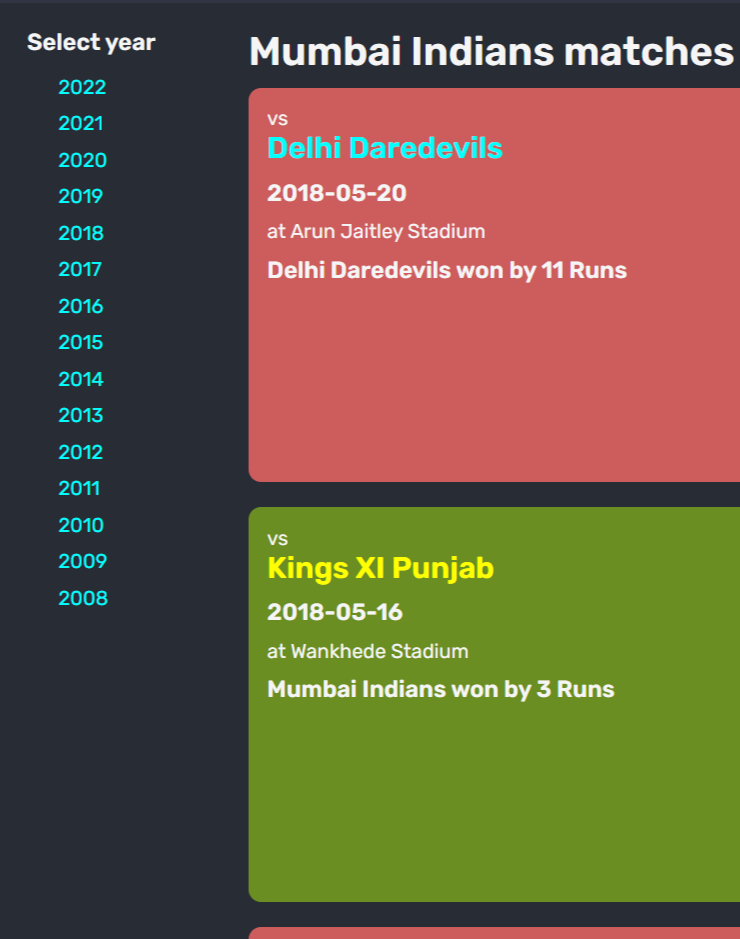 Select year
2022
2021
2020
2019
2018
2017
2016
2015
2014
2013
2012
2011
2010
2009
2008
Mumbai Indians matches
vs
Delhi Daredevils
2018-05-20
at Arun Jaitley Stadium
Delhi Daredevils won by 11 Runs
vs
Kings XI Punjab
2018-05-16
at Wankhede Stadium
Mumbai Indians won by 3 Runs